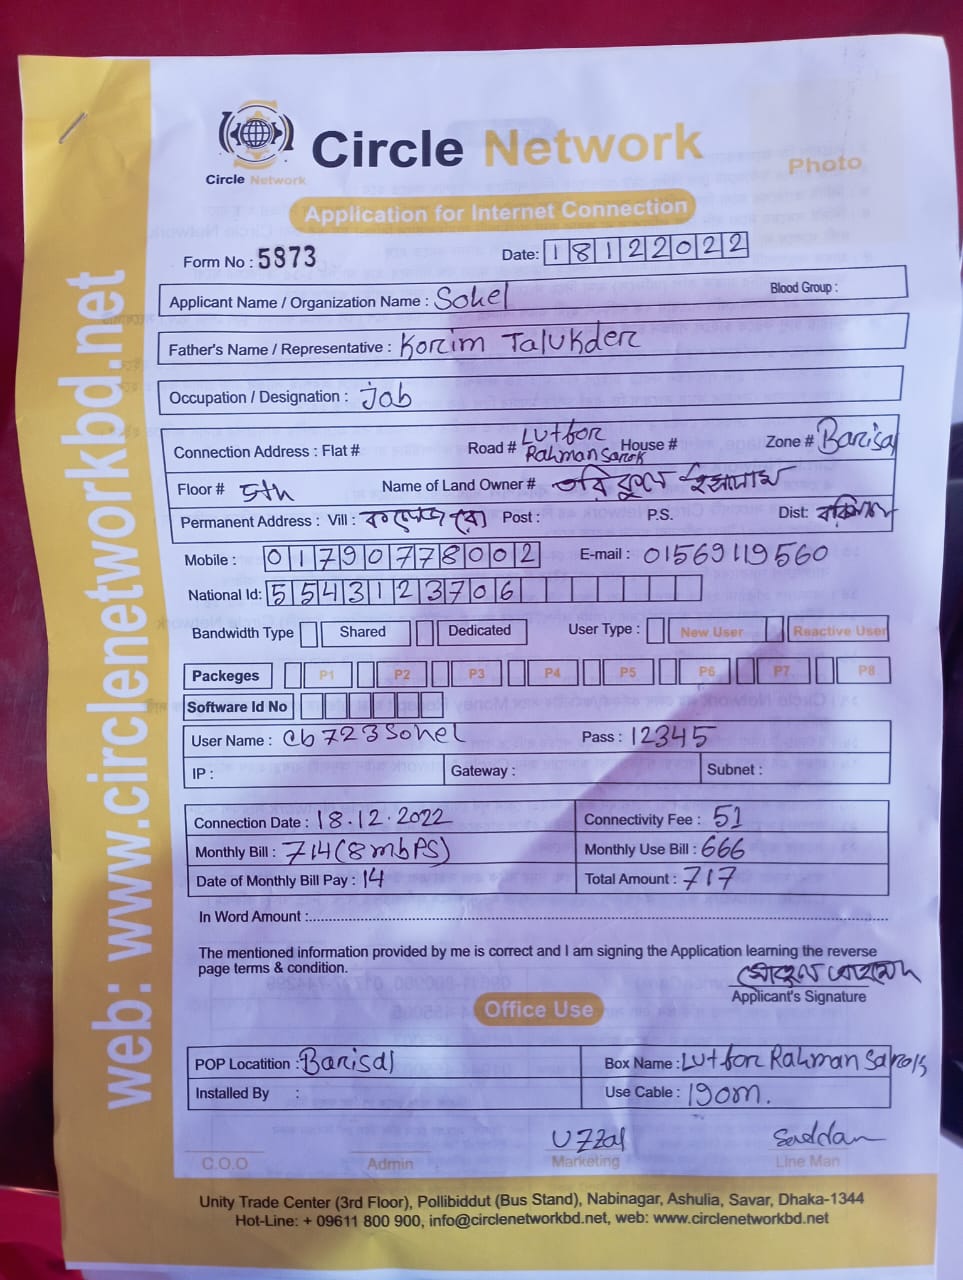 Circle Network
Circle Network
Photo
Application for Internet Connection
Form No : 5973
Date: 18122022
Applicant Name / Organization Name : Sohel
Blood Group :
Father's Name / Representative : Korim Talukder
Occupation / Designation : job
Connection Address : Flat # Road # Lutfor Rahman Sarok House # Zone # Barisal
Floor # 5th Name of Land Owner # ইসলাম
Permanent Address : Vill : Post : P.S. Dist: বরিশাল
Mobile : 01790778002 E-mail : 01569119560
National Id: 5543123706
Bandwidth Type Shared Dedicated User Type : New User Reactive User
Packeges P1 P2 P3 P4 P5 P6 P7 P8
Software Id No
User Name : cb723sohel Pass : 12345
IP : Gateway : Subnet :
Connection Date : 18.12.2022 Connectivity Fee : 51
Monthly Bill : 714(8mbPS) Monthly Use Bill : 666
Date of Monthly Bill Pay : 14 Total Amount : 717
In Word Amount :
The mentioned information provided by me is correct and I am signing the Application learning the reverse
page terms & condition.
Applicant's Signature
Office Use
POP Locatition : Barisal Box Name : Lutfor Rahman Sarok
Installed By : Use Cable : 190m.
Uzzal Saddan
C.O.O Admin Marketing Line Man
Unity Trade Center (3rd Floor), Pollibiddut (Bus Stand), Nabinagar, Ashulia, Savar, Dhaka-1344
Hot-Line: + 09611 800 900, info@circlenetworkbd.net, web: www.circlenetworkbd.net
web: www.circlenetworkbd.net